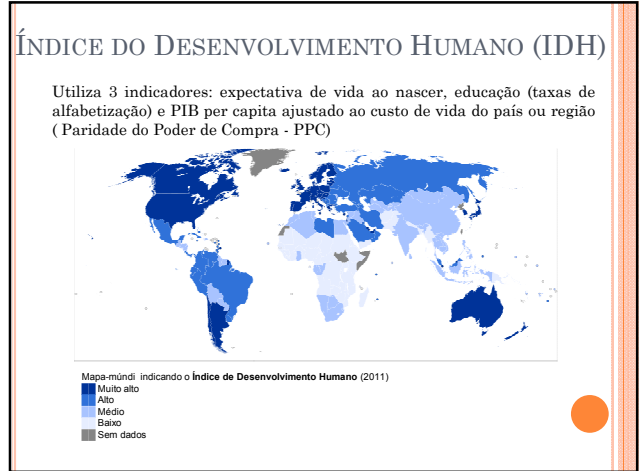 ÍNDICE DO DESENVOLVIMENTO HUMANO (IDH)
Utiliza 3 indicadores: expectativa de vida ao nascer, educação (taxas de
alfabetização) e PIB per capita ajustado ao custo de vida do país ou região
( Paridade do Poder de Compra - PPC)
Mapa-múndi indicando o Índice de Desenvolvimento Humano (2011)
Muito alto
Alto
Médio
Baixo
Sem dados